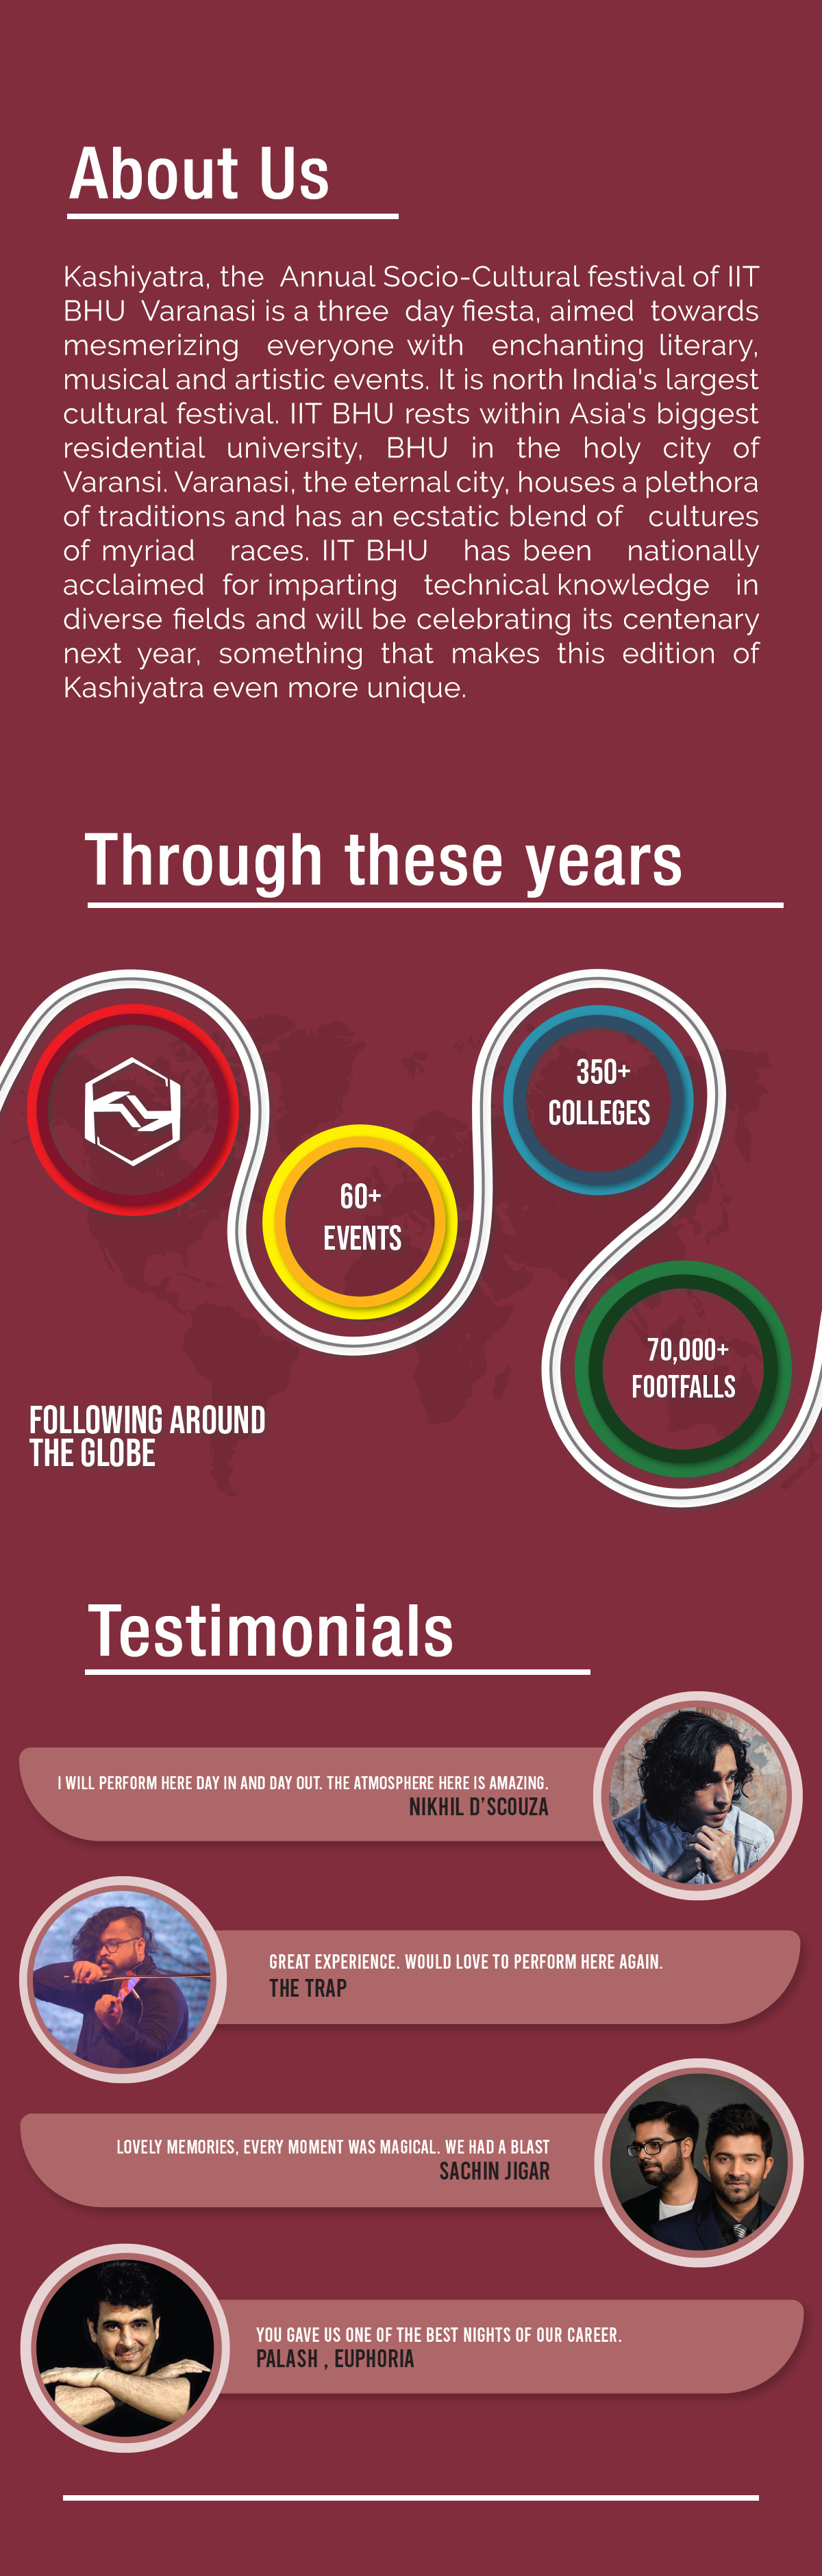 About Us
Kashiyatra, the Annual Socio-Cultural festival of IIT
BHU Varanasi is a three day fiesta, aimed towards
mesmerizing everyone with enchanting literary,
musical and artistic events. It is north India's largest
cultural festival. IIT BHU rests within Asia's biggest
residential university, BHU in the holy city of
Varansi. Varanasi, the eternal city, houses a plethora
of traditions and has an ecstatic blend of cultures
of myriad races. IIT BHU has been nationally
acclaimed for imparting technical knowledge in
diverse fields and will be celebrating its centenary
next year, something that makes this edition of
Kashiyatra even more unique.
Through these years
350+
COLLEGES
60+
EVENTS
70,000+
FOOTFALLS
FOLLOWING AROUND
THE GLOBE
Testimonials
I WILL PERFORM HERE DAY IN AND DAY OUT. THE ATMOSPHERE HERE IS AMAZING.
NIKHIL D'SCOUZA
GREAT EXPERIENCE. WOULD LOVE TO PERFORM HERE AGAIN.
THE TRAP
LOVELY MEMORIES, EVERY MOMENT WAS MAGICAL. WE HAD A BLAST
SACHIN JIGAR
YOU GAVE US ONE OF THE BEST NIGHTS OF OUR CAREER.
PALASH , EUPHORIA